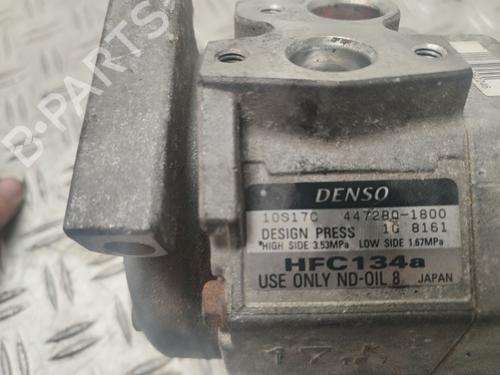 B-PARTS
DENSO
10S17C 447280-1800
DESIGN PRESS 1G 8161
*HIGH SIDE 3.53MPa LOW SIDE 1.67MPa
HFC134a
USE ONLY ND-OIL 8 JAPAN